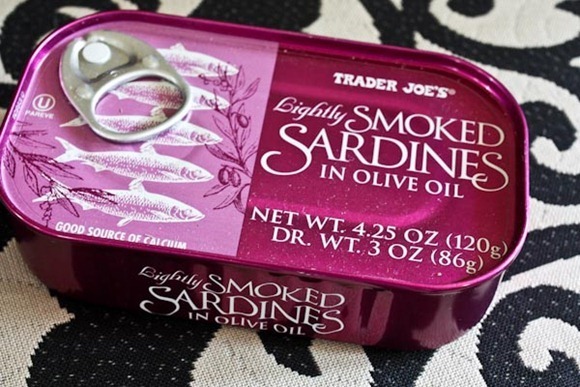 TRADER JOE'S®
Lightly SMOKED
SARDINES
IN OLIVE OIL
NET WT. 4.25 OZ (120g)
DR. WT. 3 OZ (86g)
U
PAREVE
GOOD SOURCE OF CALCIUM
Lightly SMOKED
SARDINES
IN OLIVE OIL